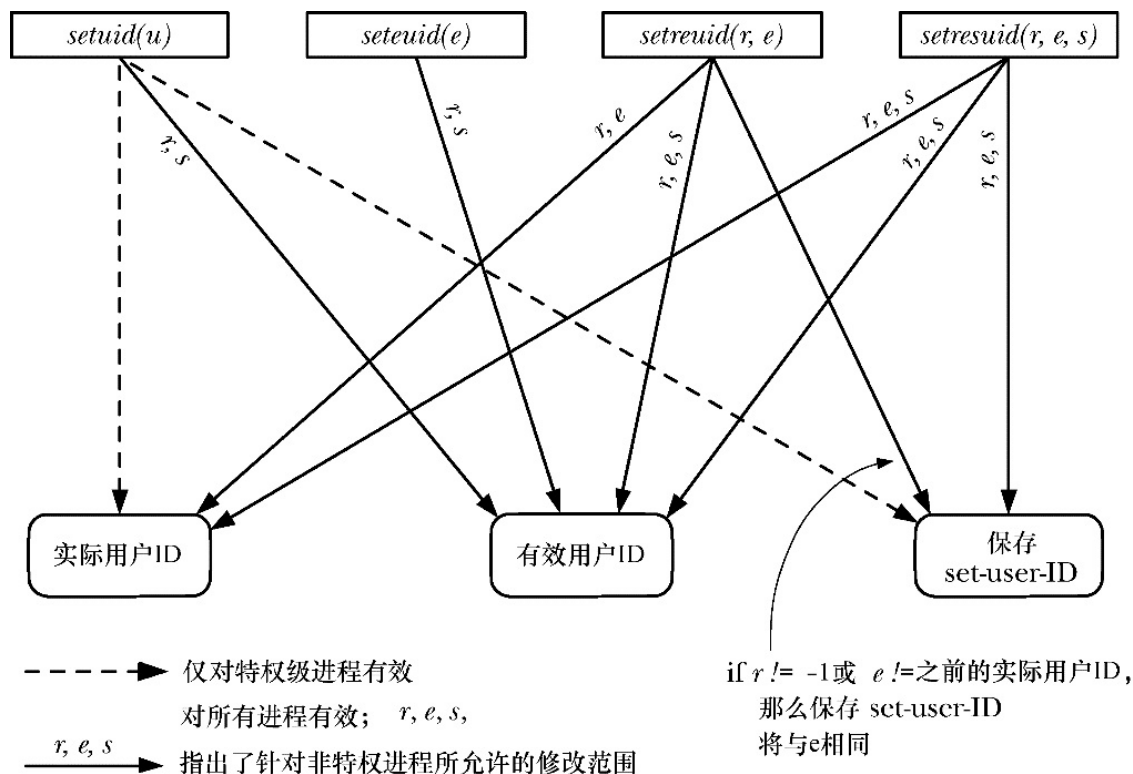 setuid(u) seteuid(e) setreuid(r, e) setresuid(r, e, s)
r, s
r, s
r, e
r, e, s
r, e, s
r, e, s
r, e, s
实际用户ID
有效用户ID
保存
set-user-ID
仅对特权级进程有效
对所有进程有效; r, e, s,
r, e, s
指出了针对非特权进程所允许的修改范围
if r != -1或 e !=之前的实际用户ID,
那么保存 set-user-ID
将与e相同